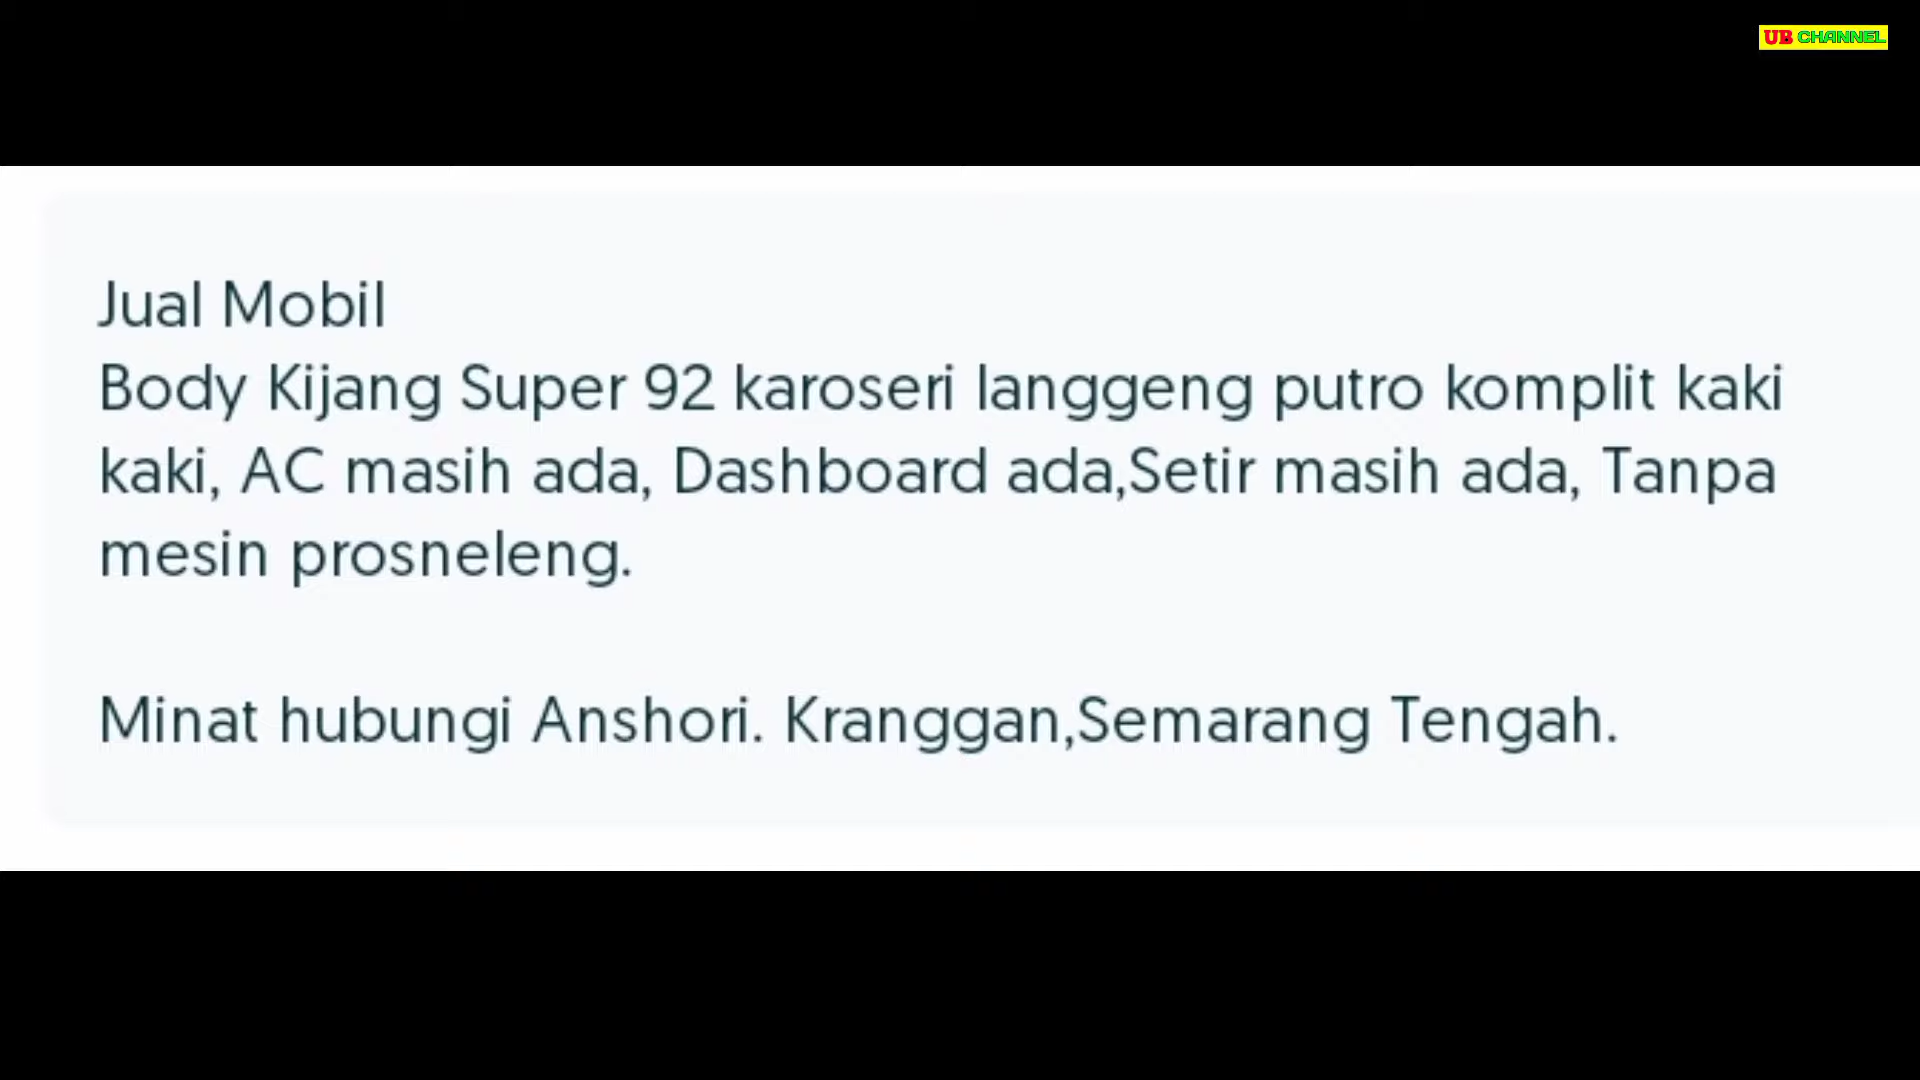 UB CHANNEL
Jual Mobil
Body Kijang Super 92 karoseri langgeng putro komplit kaki
kaki, AC masih ada, Dashboard ada,Setir masih ada, Tanpa
mesin prosneleng.
Minat hubungi Anshori. Kranggan,Semarang Tengah.